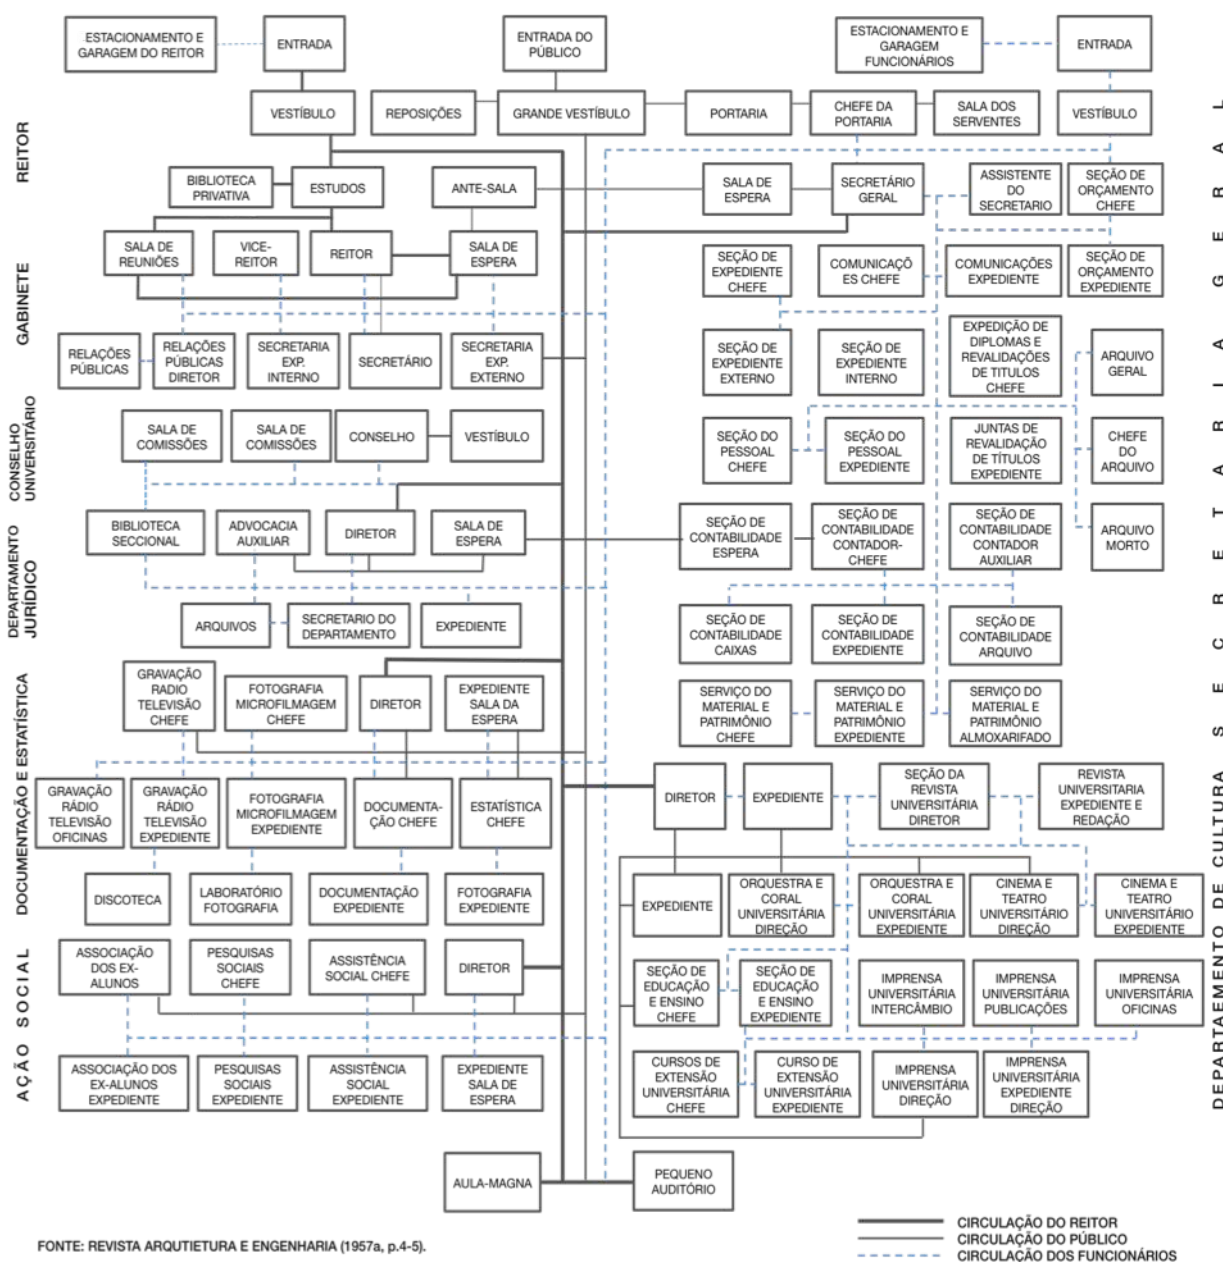 ESTACIONAMENTO E
GARAGEM DO REITOR
ENTRADA
ENTRADA DO
PÚBLICO
ESTACIONAMENTO E
GARAGEM
FUNCIONÁRIOS
ENTRADA
REITOR
VESTÍBULO
REPOSIÇÕES
GRANDE VESTÍBULO
PORTARIA
CHEFE DA
PORTARIA
SALA DOS
SERVENTES
VESTÍBULO
BIBLIOTECA
PRIVATIVA
ESTUDOS
ANTE-SALA
SALA DE
ESPERA
SECRETÁRIO
GERAL
ASSISTENTE
DO
SECRETARIO
SEÇÃO DE
ORÇAMENTO
CHEFE
GABINETE
SALA DE
REUNIÕES
VICE-
REITOR
REITOR
SALA DE
ESPERA
SEÇÃO DE
EXPEDIENTE
CHEFE
COMUNICAÇÕ
ES CHEFE
COMUNICAÇÕES
EXPEDIENTE
SEÇÃO DE
ORÇAMENTO
EXPEDIENTE
RELAÇÕES
PÚBLICAS
RELAÇÕES
PÚBLICAS
DIRETOR
SECRETARIA
EXP.
INTERNO
SECRETÁRIO
SECRETARIA
EXP.
EXTERNO
SEÇÃO DE
EXPEDIENTE
EXTERNO
SEÇÃO DE
EXPEDIENTE
INTERNO
EXPEDIÇÃO DE
DIPLOMAS E
REVALIDAÇÕES
DE TITULOS
CHEFE
ARQUIVO
GERAL
CONSELHO
UNIVERSITÁRIO
SALA DE
COMISSÕES
SALA DE
COMISSÕES
CONSELHO
VESTÍBULO
SEÇÃO DO
PESSOAL
CHEFE
SEÇÃO DO
PESSOAL
EXPEDIENTE
JUNTAS DE
REVALIDAÇÃO
DE TÍTULOS
EXPEDIENTE
CHEFE
DO
ARQUIVO
DEPARTAMENTO
JURÍDICO
BIBLIOTECA
SECCIONAL
ADVOCACIA
AUXILIAR
DIRETOR
SALA DE
ESPERA
SEÇÃO DE
CONTABILIDADE
ESPERA
SEÇÃO DE
CONTABILIDADE
CONTADOR-
CHEFE
SEÇÃO DE
CONTABILIDADE
CONTADOR
AUXILIAR
ARQUIVO
MORTO
ARQUIVOS
SECRETARIO DO
DEPARTAMENTO
EXPEDIENTE
SEÇÃO DE
CONTABILIDADE
CAIXAS
SEÇÃO DE
CONTABILIDADE
EXPEDIENTE
SEÇÃO DE
CONTABILIDADE
ARQUIVO
SECRETARIA GERAL
DOCUMENTAÇÃO E ESTATÍSTICA
GRAVAÇÃO
RADIO
TELEVISÃO
CHEFE
FOTOGRAFIA
MICROFILMAGEM
CHEFE
DIRETOR
EXPEDIENTE
SALA DA
ESPERA
SERVIÇO DO
MATERIAL E
PATRIMÔNIO
CHEFE
SERVIÇO DO
MATERIAL E
PATRIMÔNIO
EXPEDIENTE
SERVIÇO DO
MATERIAL E
PATRIMÔNIO
ALMOXARIFADO
GRAVAÇÃO
RÁDIO
TELEVISÃO
OFICINAS
GRAVAÇÃO
RÁDIO
TELEVISÃO
EXPEDIENTE
FOTOGRAFIA
MICROFILMAGEM
EXPEDIENTE
DOCUMENTA-
ÇÃO CHEFE
ESTATÍSTICA
CHEFE
DIRETOR
EXPEDIENTE
SEÇÃO DA
REVISTA
UNIVERSITÁRIA
DIRETOR
REVISTA
UNIVERSITARIA
EXPEDIENTE E
REDAÇÃO
DISCOTECA
LABORATÓRIO
FOTOGRAFIA
DOCUMENTAÇÃO
EXPEDIENTE
FOTOGRAFIA
EXPEDIENTE
EXPEDIENTE
ORQUESTRA E
CORAL
UNIVERSITÁRIA
DIREÇÃO
ORQUESTRA E
CORAL
UNIVERSITÁRIA
EXPEDIENTE
CINEMA E
TEATRO
UNIVERSITÁRIO
DIREÇÃO
CINEMA E
TEATRO
UNIVERSITÁRIO
EXPEDIENTE
AÇÃO SOCIAL
ASSOCIAÇÃO
DOS EX-
ALUNOS
PESQUISAS
SOCIAIS
CHEFE
ASSISTÊNCIA
SOCIAL CHEFE
DIRETOR
SEÇÃO DE
EDUCAÇÃO
E ENSINO
CHEFE
SEÇÃO DE
EDUCAÇÃO
E ENSINO
EXPEDIENTE
IMPRENSA
UNIVERSITÁRIA
INTERCÂMBIO
IMPRENSA
UNIVERSITÁRIA
PUBLICAÇÕES
IMPRENSA
UNIVERSITÁRIA
OFICINAS
ASSOCIAÇÃO DOS
EX-ALUNOS
EXPEDIENTE
PESQUISAS
SOCIAIS
EXPEDIENTE
ASSISTÊNCIA
SOCIAL
EXPEDIENTE
EXPEDIENTE
SALA DE
ESPERA
CURSOS DE
EXTENSÃO
UNIVERSITÁRIA
CHEFE
CURSO DE
EXTENSÃO
UNIVERSITÁRIA
EXPEDIENTE
IMPRENSA
UNIVERSITÁRIA
DIREÇÃO
IMPRENSA
UNIVERSITÁRIA
EXPEDIENTE
DIREÇÃO
DEPARTAEMENTO DE CULTURA
AULA-MAGNA
PEQUENO
AUDITÓRIO
CIRCULAÇÃO DO REITOR
CIRCULAÇÃO DO PÚBLICO
CIRCULAÇÃO DOS FUNCIONÁRIOS
FONTE: REVISTA ARQUTIETURA E ENGENHARIA (1957a, p.4-5).